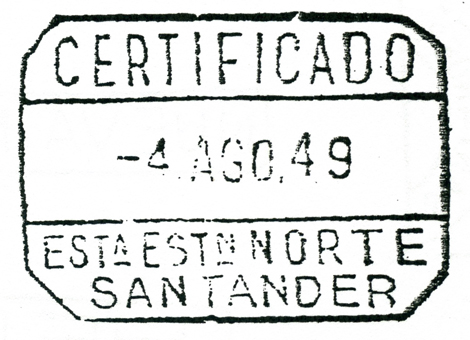 CERTIFICADO
-4.AGO.49
ESTA ESTN NORTE
SANTANDER